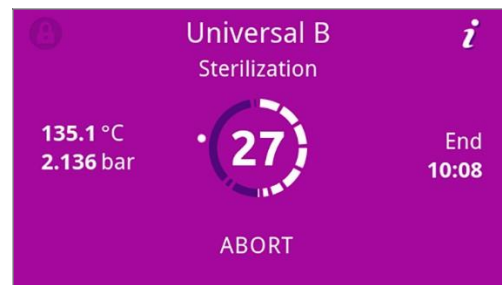 Universal B
i
Sterilization
135.1 °C
2.136 bar
27
End
10:08
ABORT